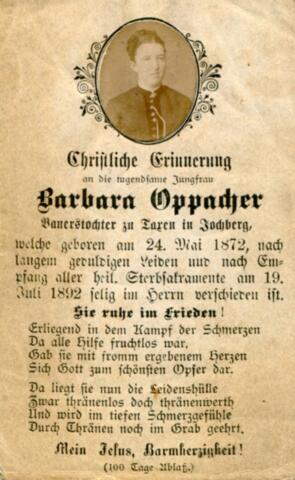 Christliche Erinnerung
an die tugendsame Jungfrau
Barbara Oppacher
Bauerstochter zu Taxen in Jochberg,
welche geboren am 24. Mai 1872, nach
langem geduldigen Leiden und nach Em-
pfang aller heil. Sterbsakramente am 19.
Juli 1892 selig im Herrn verschieden ist.
Sie ruhe im Frieden!
Erliegend in dem Kampf der Schmerzen
Da alle Hilfe fruchtlos war,
Gab sie mit fromm ergebenem Herzen
Sich Gott zum schönsten Opfer dar.
Da liegt sie nun die Leidenshülle
Zwar thränenlos doch thränenwerth
Und wird im tiefen Schmerzgefühle
Durch Thränen noch im Grab geehrt.
Mein Jesus, Barmherzigkeit!
(100 Tage Ablaß.)